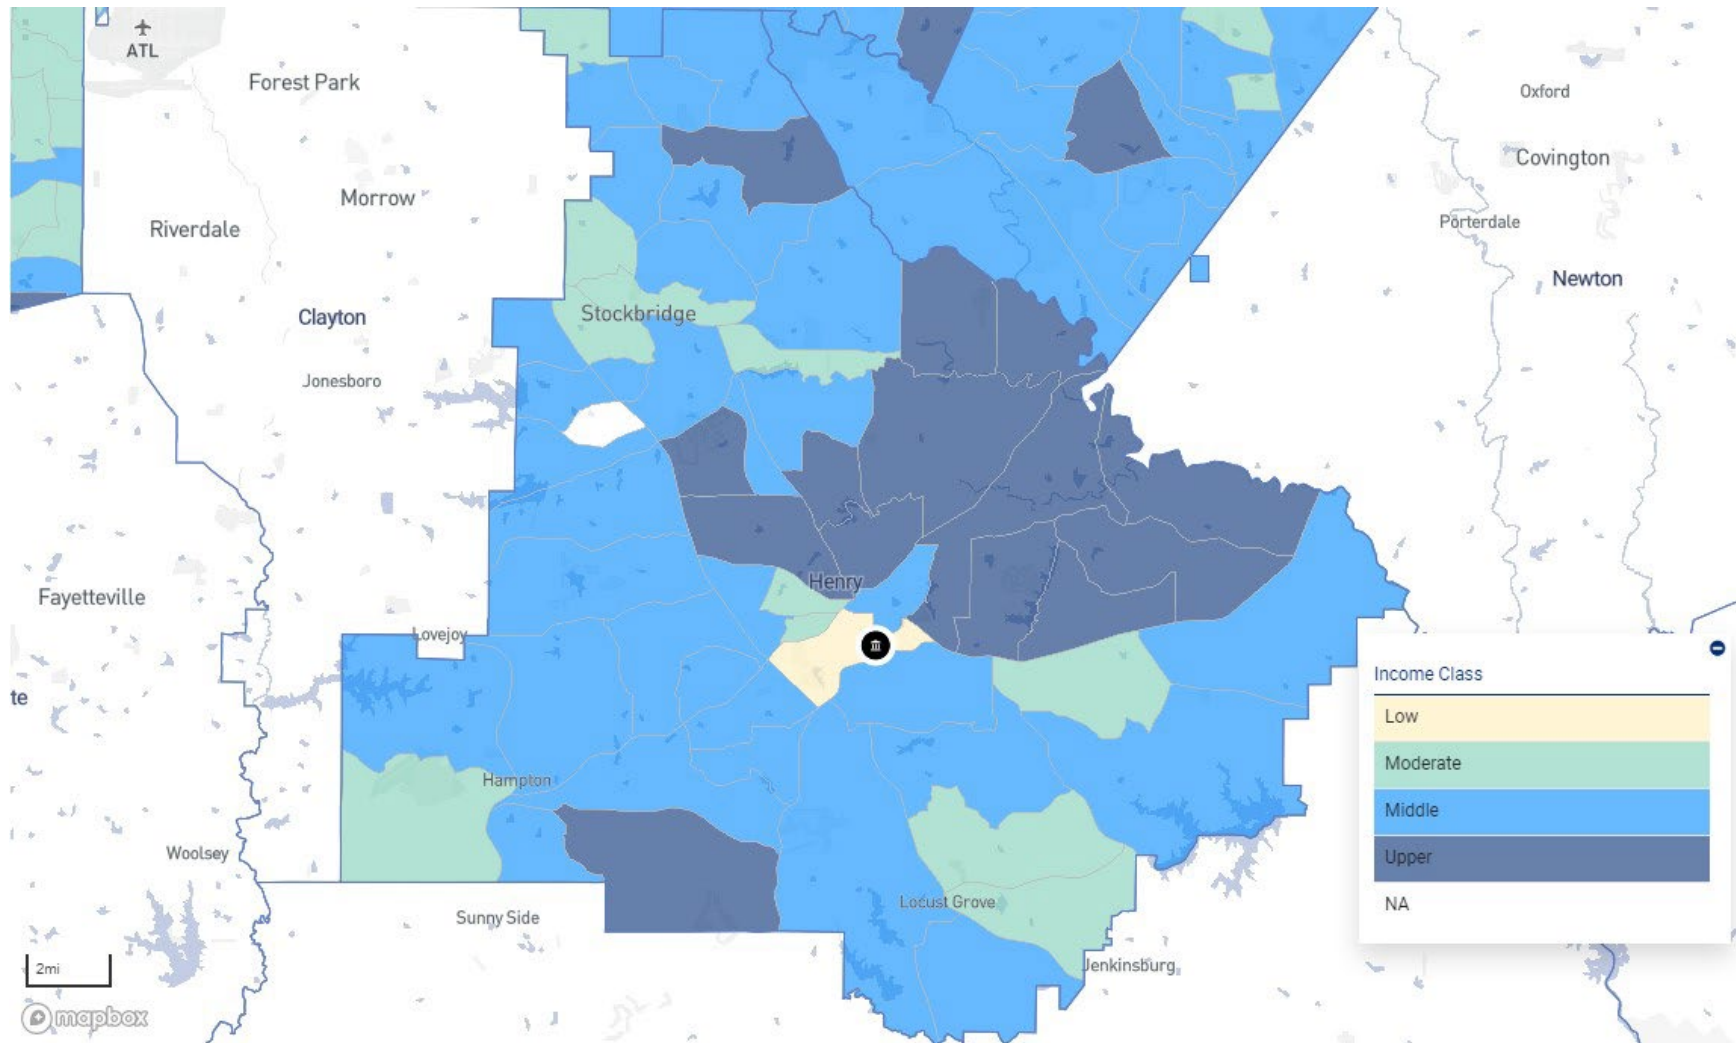 ATL
Forest Park
Oxford
Covington
Morrow
Riverdale
Porterdale
Newton
Clayton
Stockbridge
Jonesboro
Henry
Fayetteville
Lovejoy
te
Income Class
Low
Moderate
Middle
Upper
NA
Hampton
Woolsey
Locust Grove
Sunny Side
Jenkinsburg
2mi
mapbox